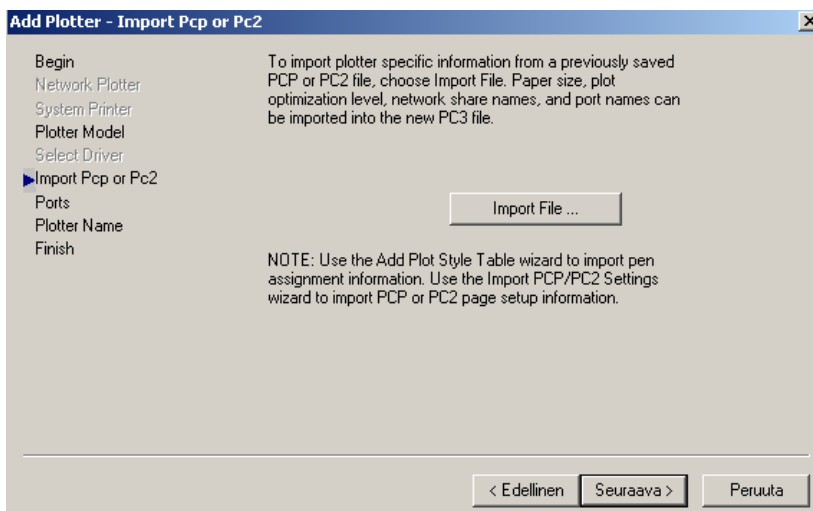 Add Plotter - Import Pcp or Pc2
Begin
Network Plotter
System Printer
Plotter Model
Select Driver
Import Pcp or Pc2
Ports
Plotter Name
Finish
To import plotter specific information from a previously saved
PCP or PC2 file, choose Import File. Paper size, plot
optimization level, network share names, and port names can
be imported into the new PC3 file.
Import File ...
NOTE: Use the Add Plot Style Table wizard to import pen
assignment information. Use the Import PCP/PC2 Settings
wizard to import PCP or PC2 page setup information.
< Edellinen
Seuraava >
Peruuta